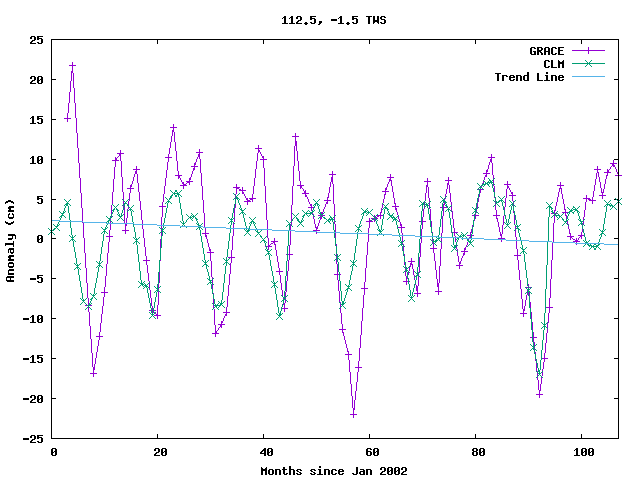 112.5, -1.5 TWS
GRACE
CLM
Trend Line
25
20
15
10
5
0
-5
-10
-15
-20
-25
Anomaly (cm)
0 20 40 60 80 100
Months since Jan 2002